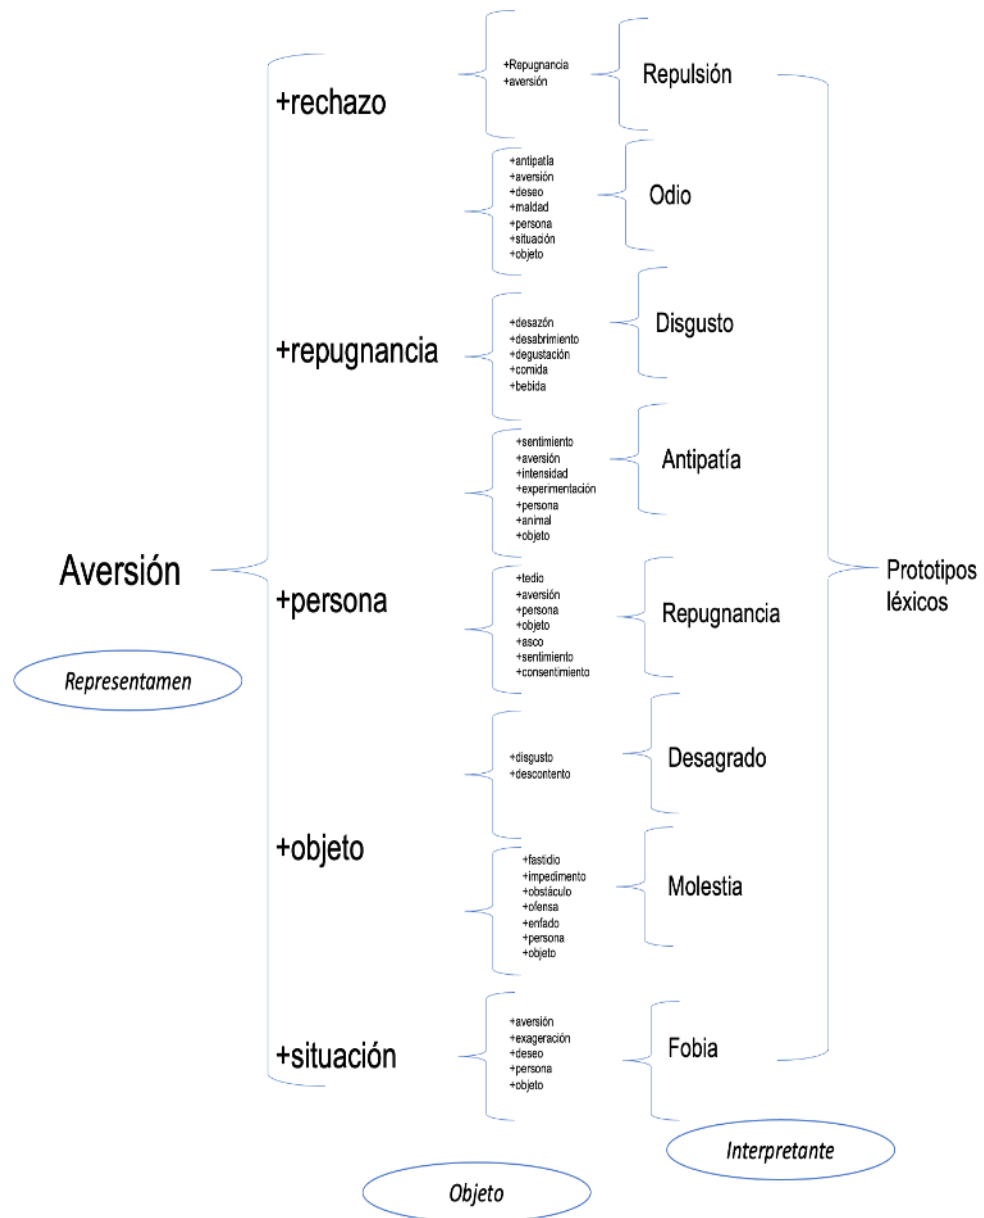 Aversión
Representamen
+rechazo
+repugnancia
+persona
+objeto
+situación
+Repugnancia
+aversión
Repulsión
+antipatía
+aversión
+deseo
+maldad
+persona
+situación
+objeto
Odio
+desazón
+desabrimiento
+degustación
+comida
+bebida
Disgusto
+sentimiento
+aversión
+intensidad
+experimentación
+persona
+animal
+objeto
Antipatía
+tedio
+aversión
+persona
+objeto
+asco
+sentimiento
+consentimiento
Repugnancia
+disgusto
+descontento
Desagrado
+fastidio
+impedimento
+obstáculo
+ofensa
+enfado
+persona
+objeto
Molestia
+aversión
+exageración
+deseo
+persona
+objeto
Fobia
Prototipos
léxicos
Interpretante
Objeto